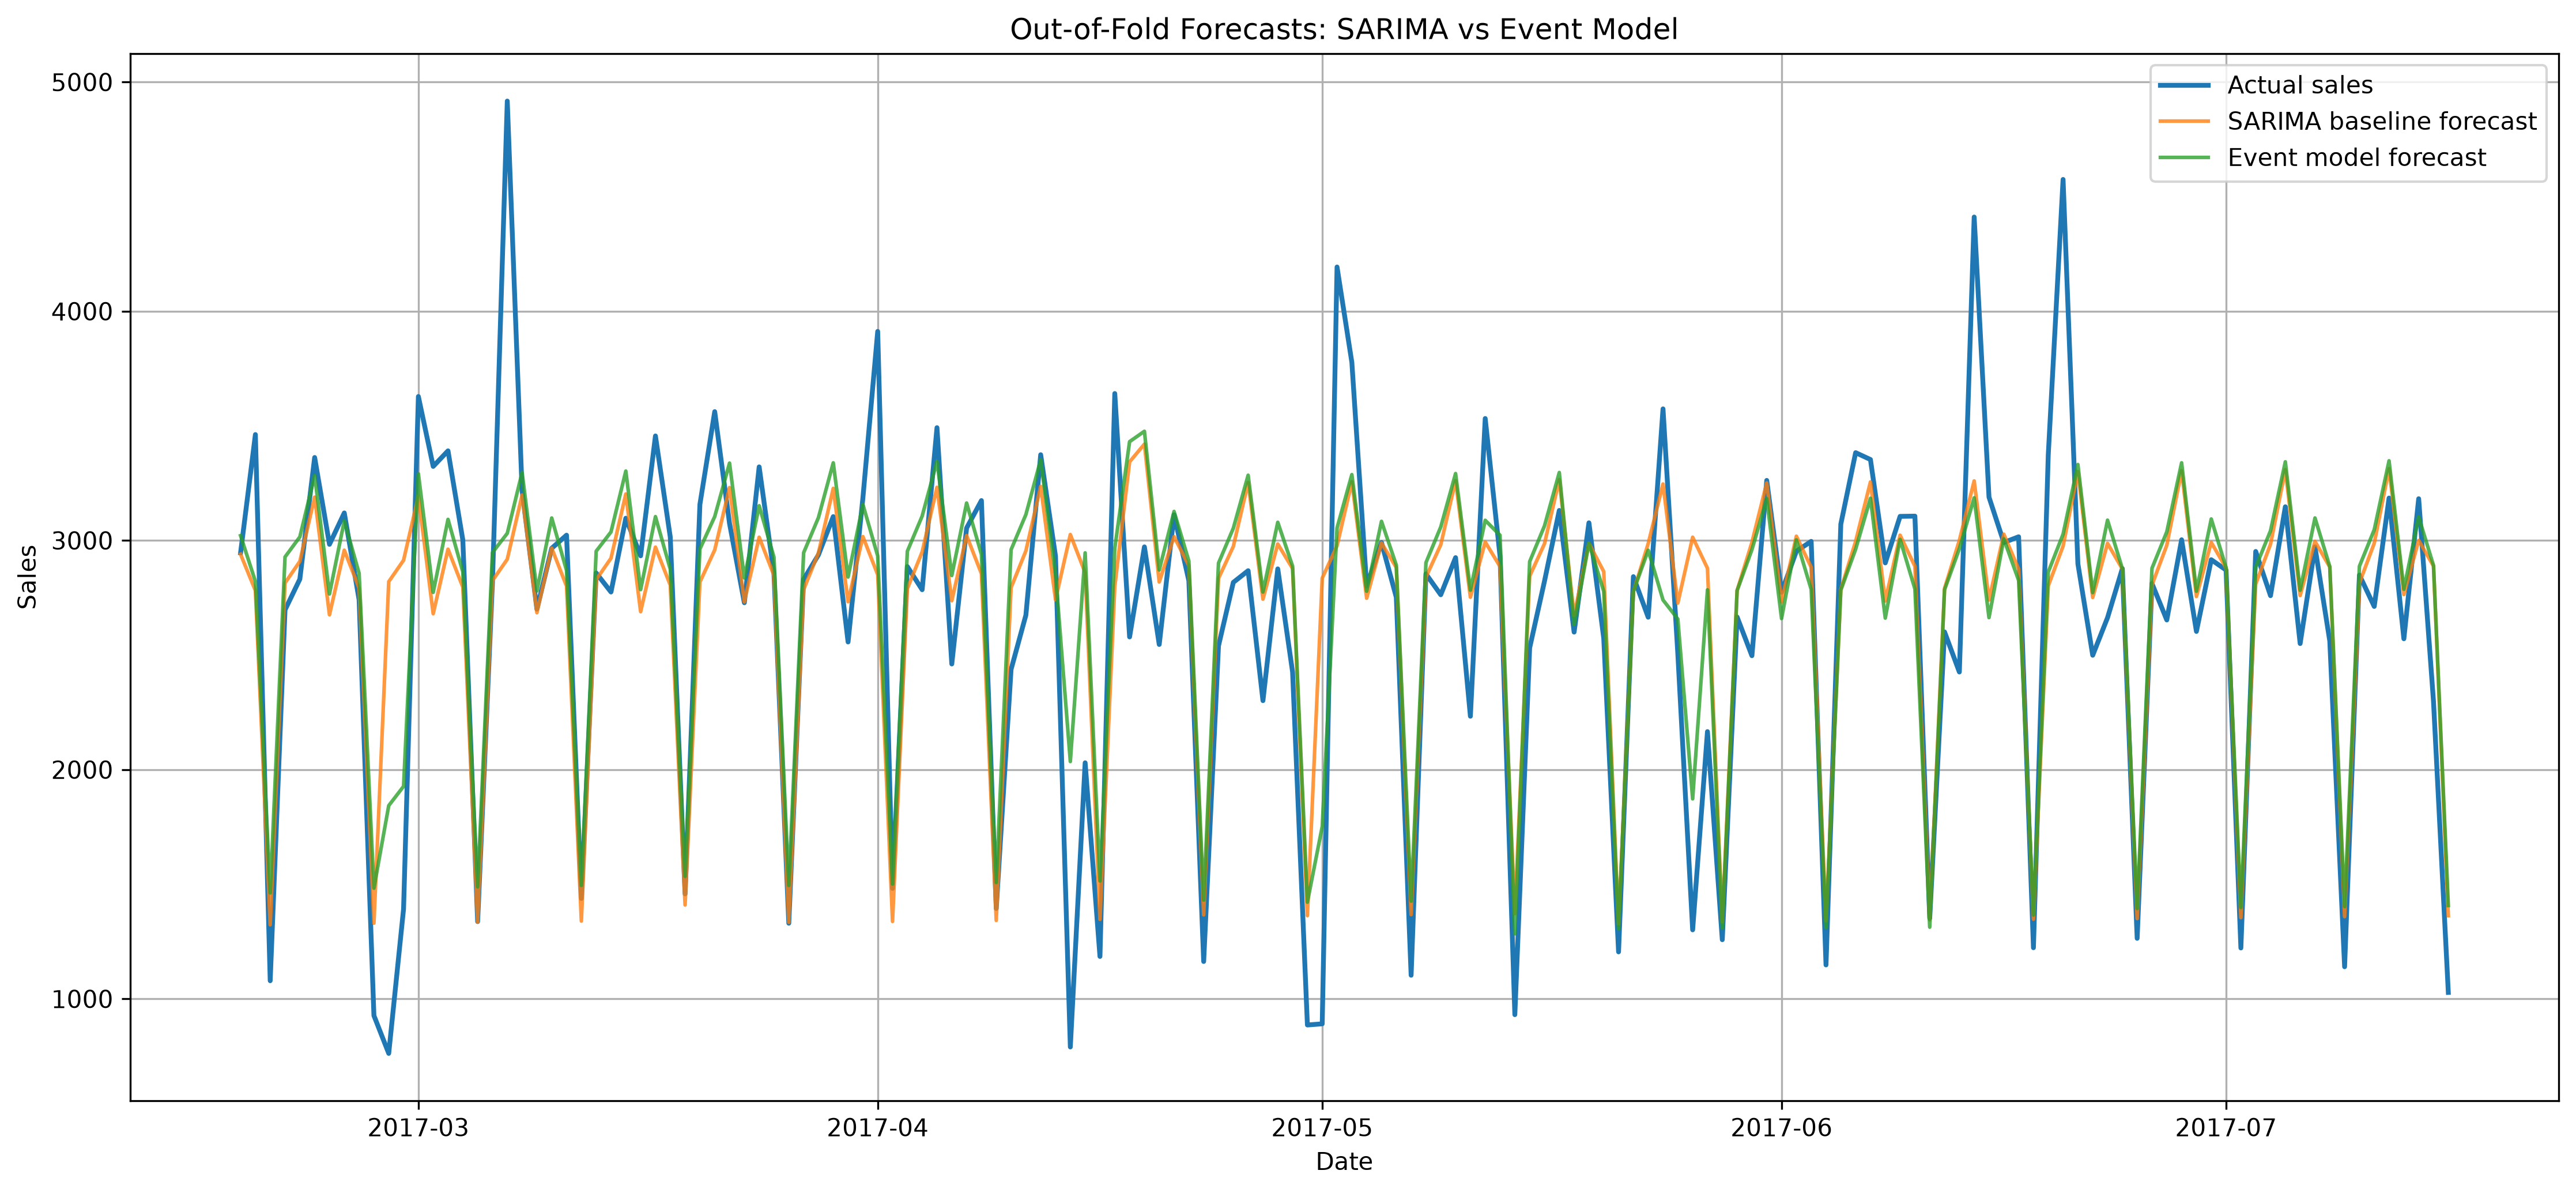 Out-of-Fold Forecasts: SARIMA vs Event Model
Actual sales
SARIMA baseline forecast
Event model forecast
5000
4000
3000
2000
1000
Sales
2017-03
2017-04
2017-05
2017-06
2017-07
Date